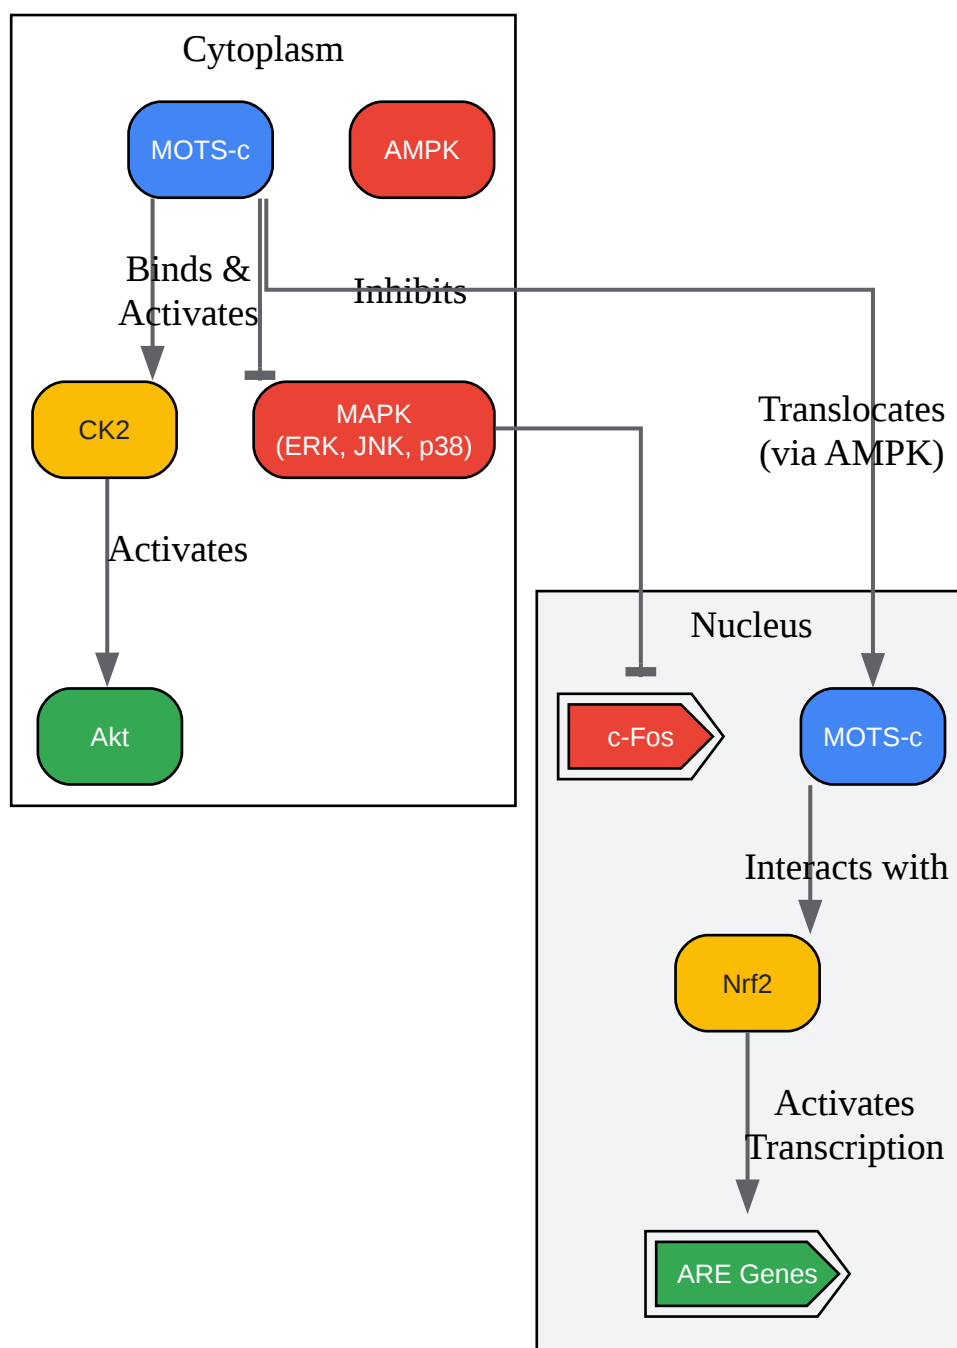 Cytoplasm
MOTS-c
AMPK
Binds &
Activates
Inhibits
Translocates
(via AMPK)
CK2
MAPK
(ERK, JNK, p38)
Activates
Nucleus
Akt
c-Fos
MOTS-c
Interacts with
Nrf2
Activates
Transcription
ARE Genes